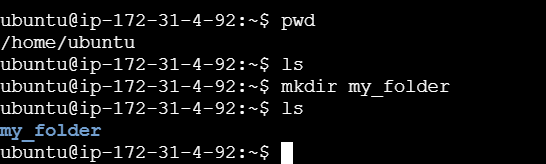 ubuntu@ip-172-31-4-92:~$ pwd
/home/ubuntu
ubuntu@ip-172-31-4-92:~$ ls
ubuntu@ip-172-31-4-92:~$ mkdir my_folder
ubuntu@ip-172-31-4-92:~$ ls
my_folder
ubuntu@ip-172-31-4-92:~$